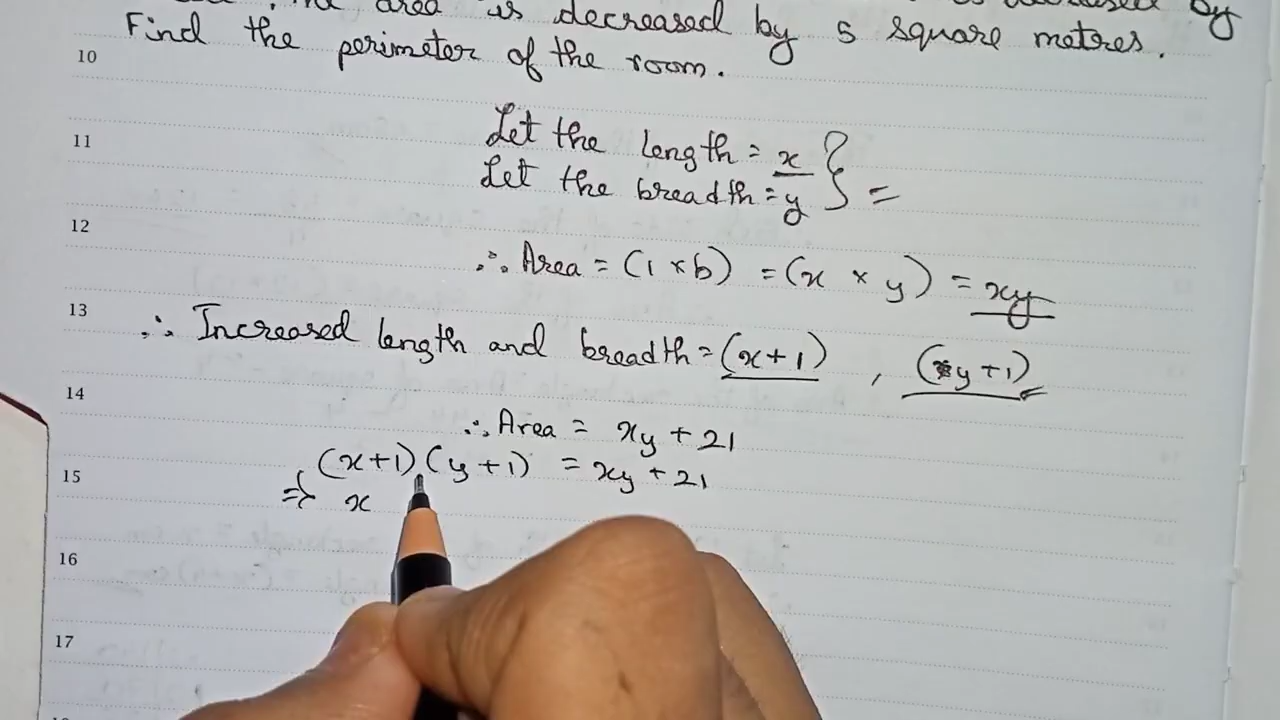 area is decreased by 5 square metres.
by
Find the perimeter of the room.
10
Let the length = x
11
Let the breadth = y } =
12
∴ Area = (l × b) = (x × y) = xy
13
∴ Increased length and breadth = (x+1) , (y+1)
14
∴ Area = xy + 21
(x+1) (y+1) = xy + 21
15
⇒ x
16
17